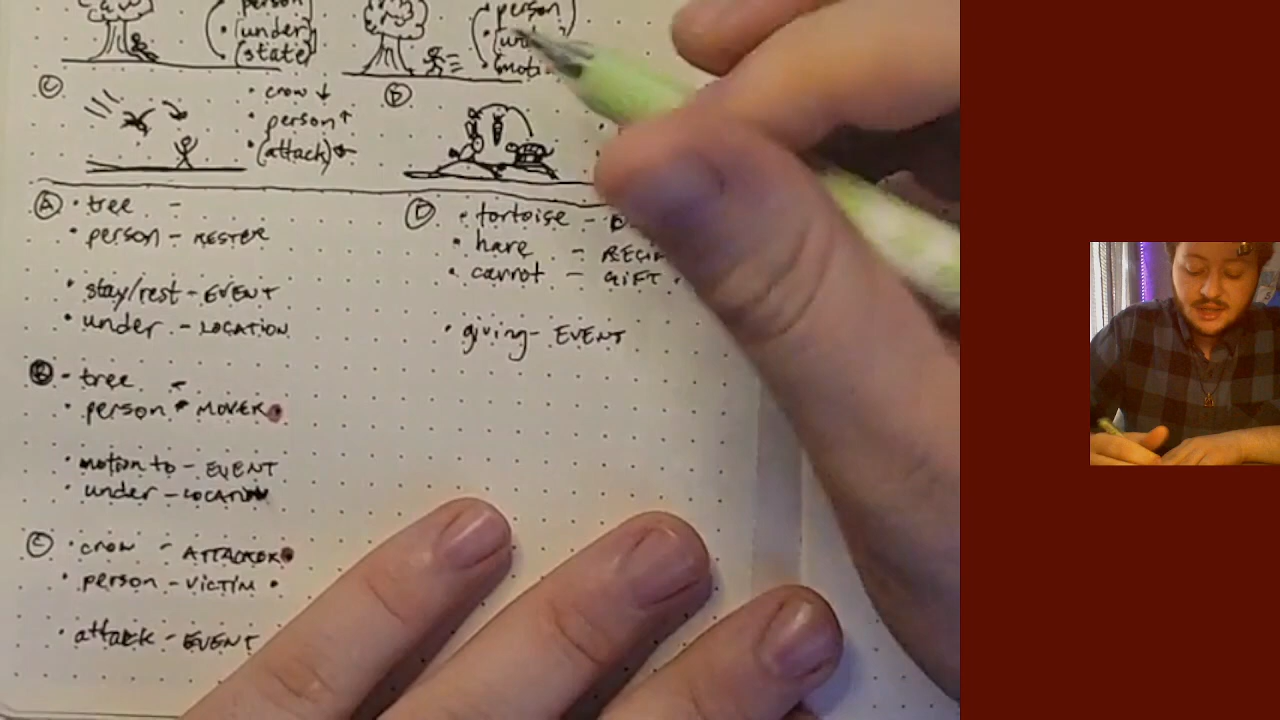 person
(under)
(state)
person
Ⓒ
• crow ↓
• person ↑
• (attack)
Ⓓ
Ⓐ • tree -
• person - RESTER
• stay/rest - EVENT
• under - LOCATION
Ⓑ - tree -
• person - MOVER
• motion to - EVENT
• under - LOCATION
Ⓒ • crow - ATTACKER
• person - VICTIM •
• attack - EVENT
Ⓓ • tortoise -
• hare -
• carrot - GIFT
• giving - EVENT